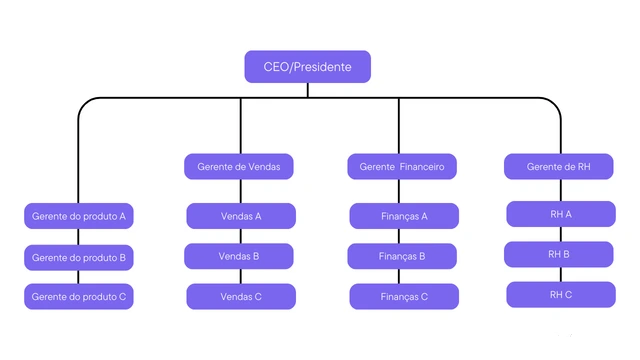 CEO/Presidente
Gerente de Vendas
Gerente Financeiro
Gerente de RH
Gerente do produto A
Vendas A
Finanças A
RH A
Gerente do produto B
Vendas B
Finanças B
RH B
Gerente do produto C
Vendas C
Finanças C
RH C